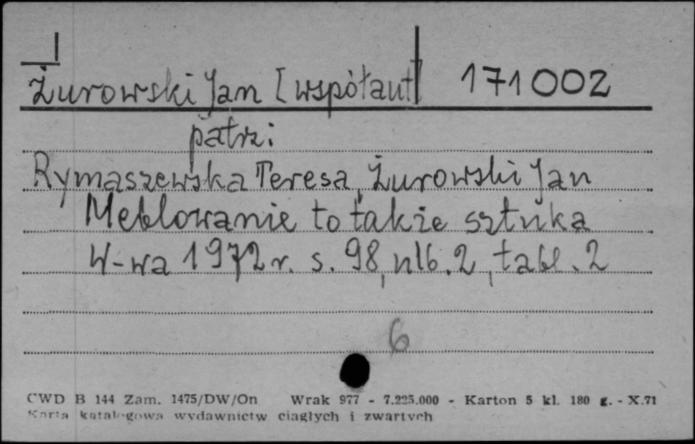 Żurowski Jan [współaut] 171002
patrz:
Rymaszewska Teresa, Żurowski Jan
Meblowanie to także sztuka
W-wa 1972 r. s. 98, nlb. 2, tabl. 2
6
CWD B 144 Zam. 1475/DW/On Wrak 977 - 7.225.000 - Karton 5 kl. 180 g. - X.71
Karta katalogowa wydawnictw ciągłych i zwartych